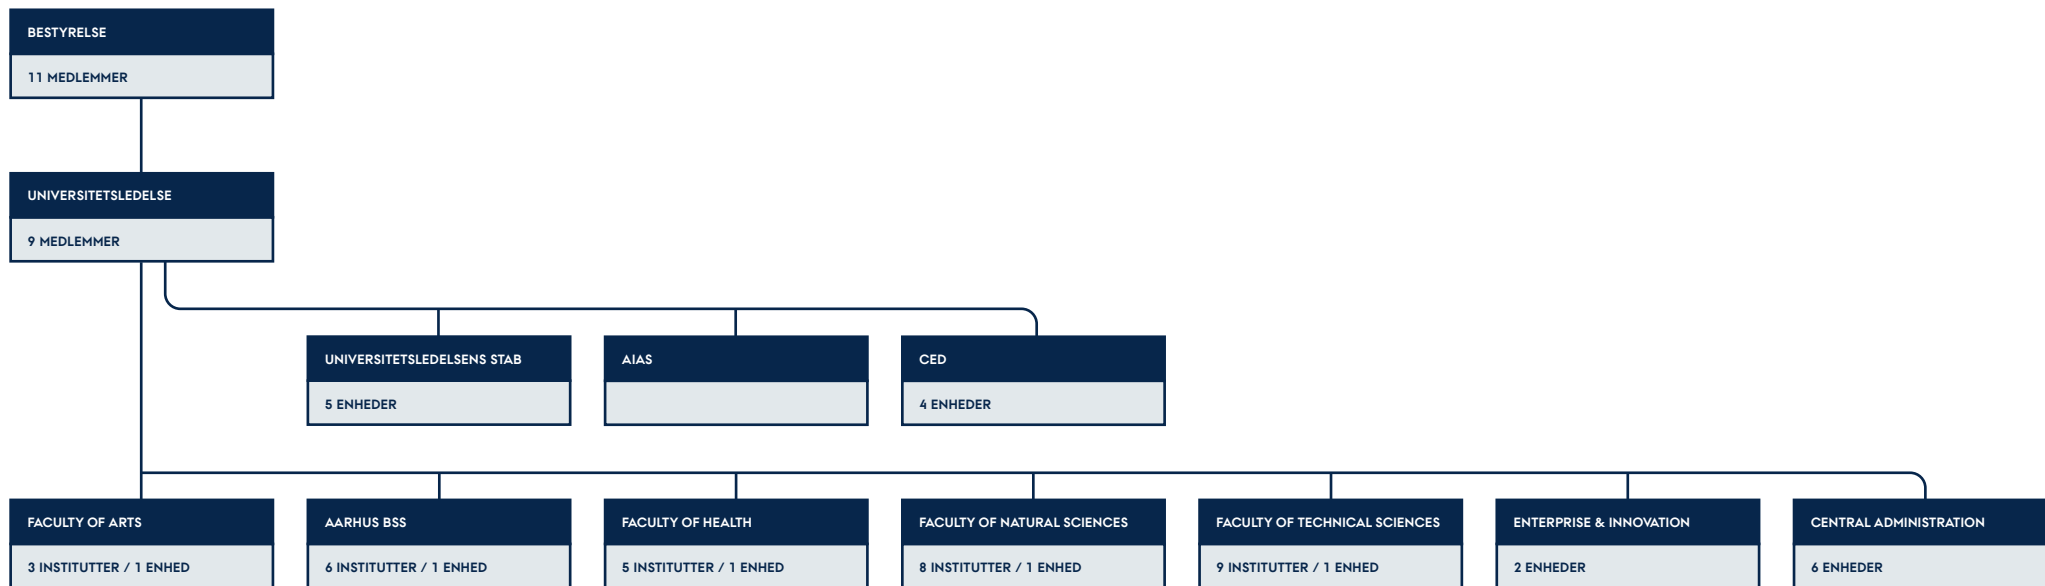 BESTYRELSE
11 MEDLEMMER
UNIVERSITETSLEDELSE
9 MEDLEMMER
UNIVERSITETSLEDELSENS STAB
5 ENHEDER
AIAS
CED
4 ENHEDER
FACULTY OF ARTS
3 INSTITUTTER / 1 ENHED
AARHUS BSS
6 INSTITUTTER / 1 ENHED
FACULTY OF HEALTH
5 INSTITUTTER / 1 ENHED
FACULTY OF NATURAL SCIENCES
8 INSTITUTTER / 1 ENHED
FACULTY OF TECHNICAL SCIENCES
9 INSTITUTTER / 1 ENHED
ENTERPRISE & INNOVATION
2 ENHEDER
CENTRAL ADMINISTRATION
6 ENHEDER